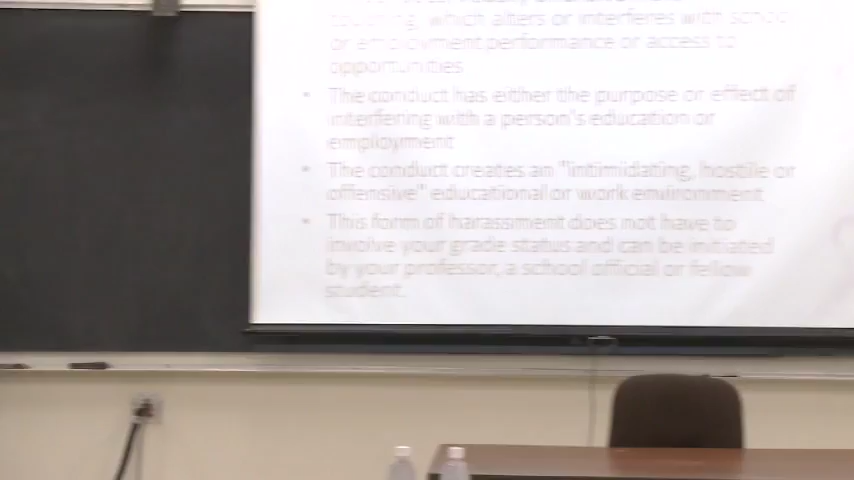 touching, which alters or interferes with school
or employment performance or access to
opportunities
• The conduct has either the purpose or effect of
interfering with a person's education or
employment
• The conduct creates an "intimidating, hostile or
offensive" educational or work environment
• This form of harassment does not have to
involve your grade status and can be initiated
by your professor, a school official or fellow
student.